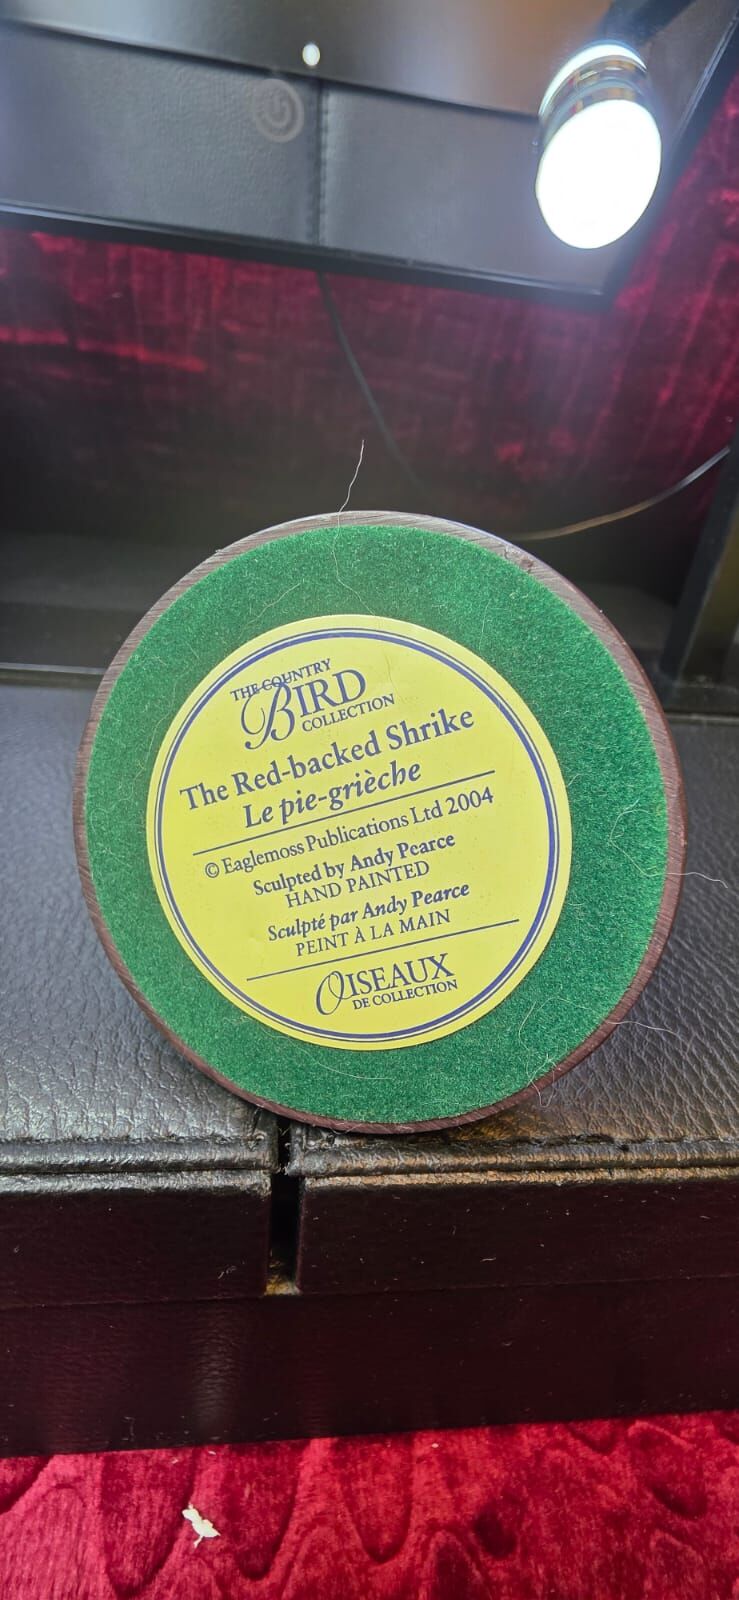 THE COUNTRY
BIRD
COLLECTION
The Red-backed Shrike
Le pie-grièche
© Eaglemoss Publications Ltd 2004
Sculpted by Andy Pearce
HAND PAINTED
Sculpté par Andy Pearce
PEINT À LA MAIN
OISEAUX
DE COLLECTION